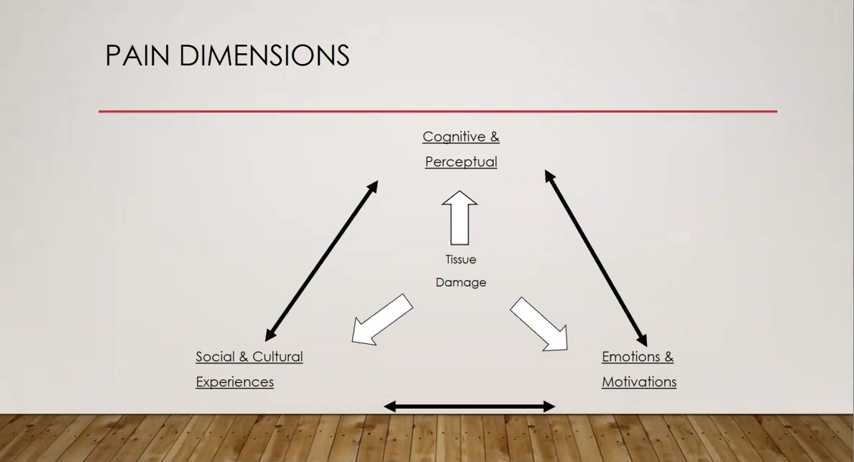 PAIN DIMENSIONS
Cognitive &
Perceptual
Tissue
Damage
Social & Cultural
Experiences
Emotions &
Motivations